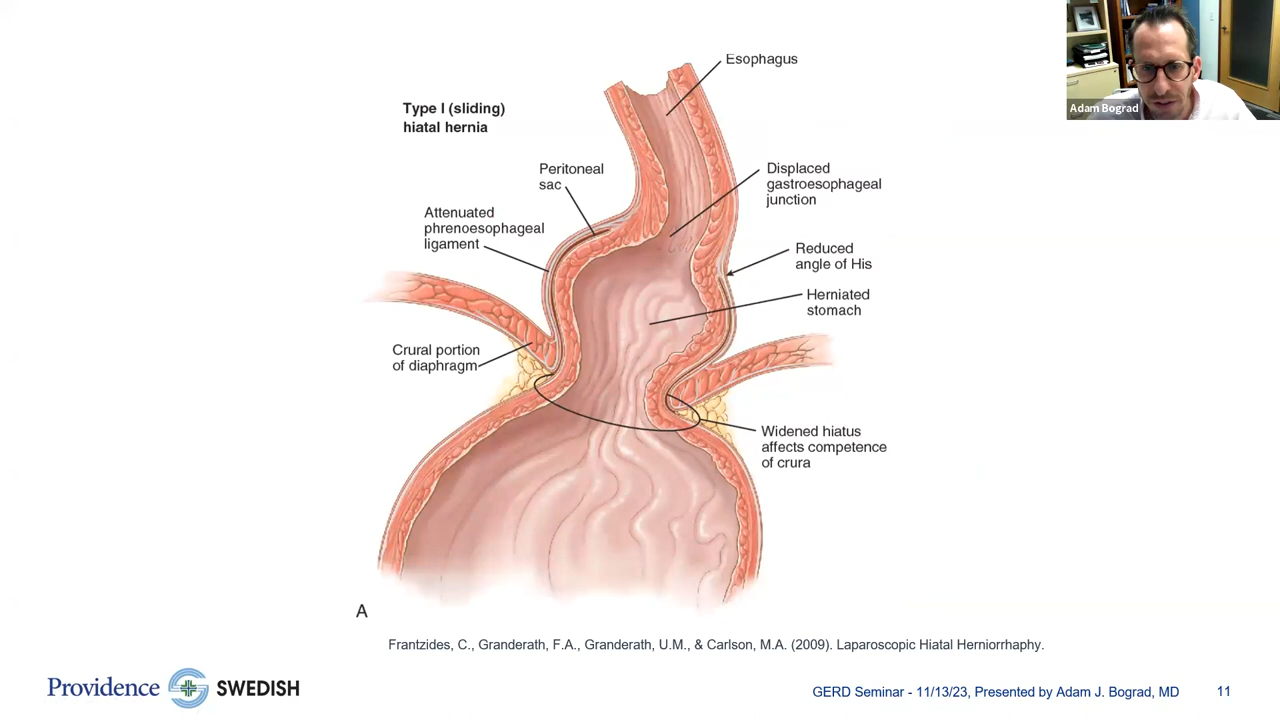 Adam Bograd
Esophagus
Type I (sliding)
hiatal hernia
Peritoneal
sac
Displaced
gastroesophageal
junction
Attenuated
phrenoesophageal
ligament
Reduced
angle of His
Herniated
stomach
Crural portion
of diaphragm
Widened hiatus
affects competence
of crura
A
Frantzides, C., Granderath, F.A., Granderath, U.M., & Carlson, M.A. (2009). Laparoscopic Hiatal Herniorrhaphy.
Providence SWEDISH
GERD Seminar - 11/13/23, Presented by Adam J. Bograd, MD 11